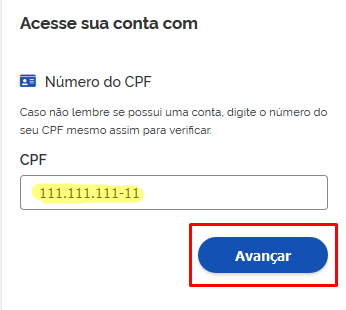 Acesse sua conta com
Número do CPF
Caso não lembre se possui uma conta, digite o número do
seu CPF mesmo assim para verificar.
CPF
111.111.111-11
Avançar